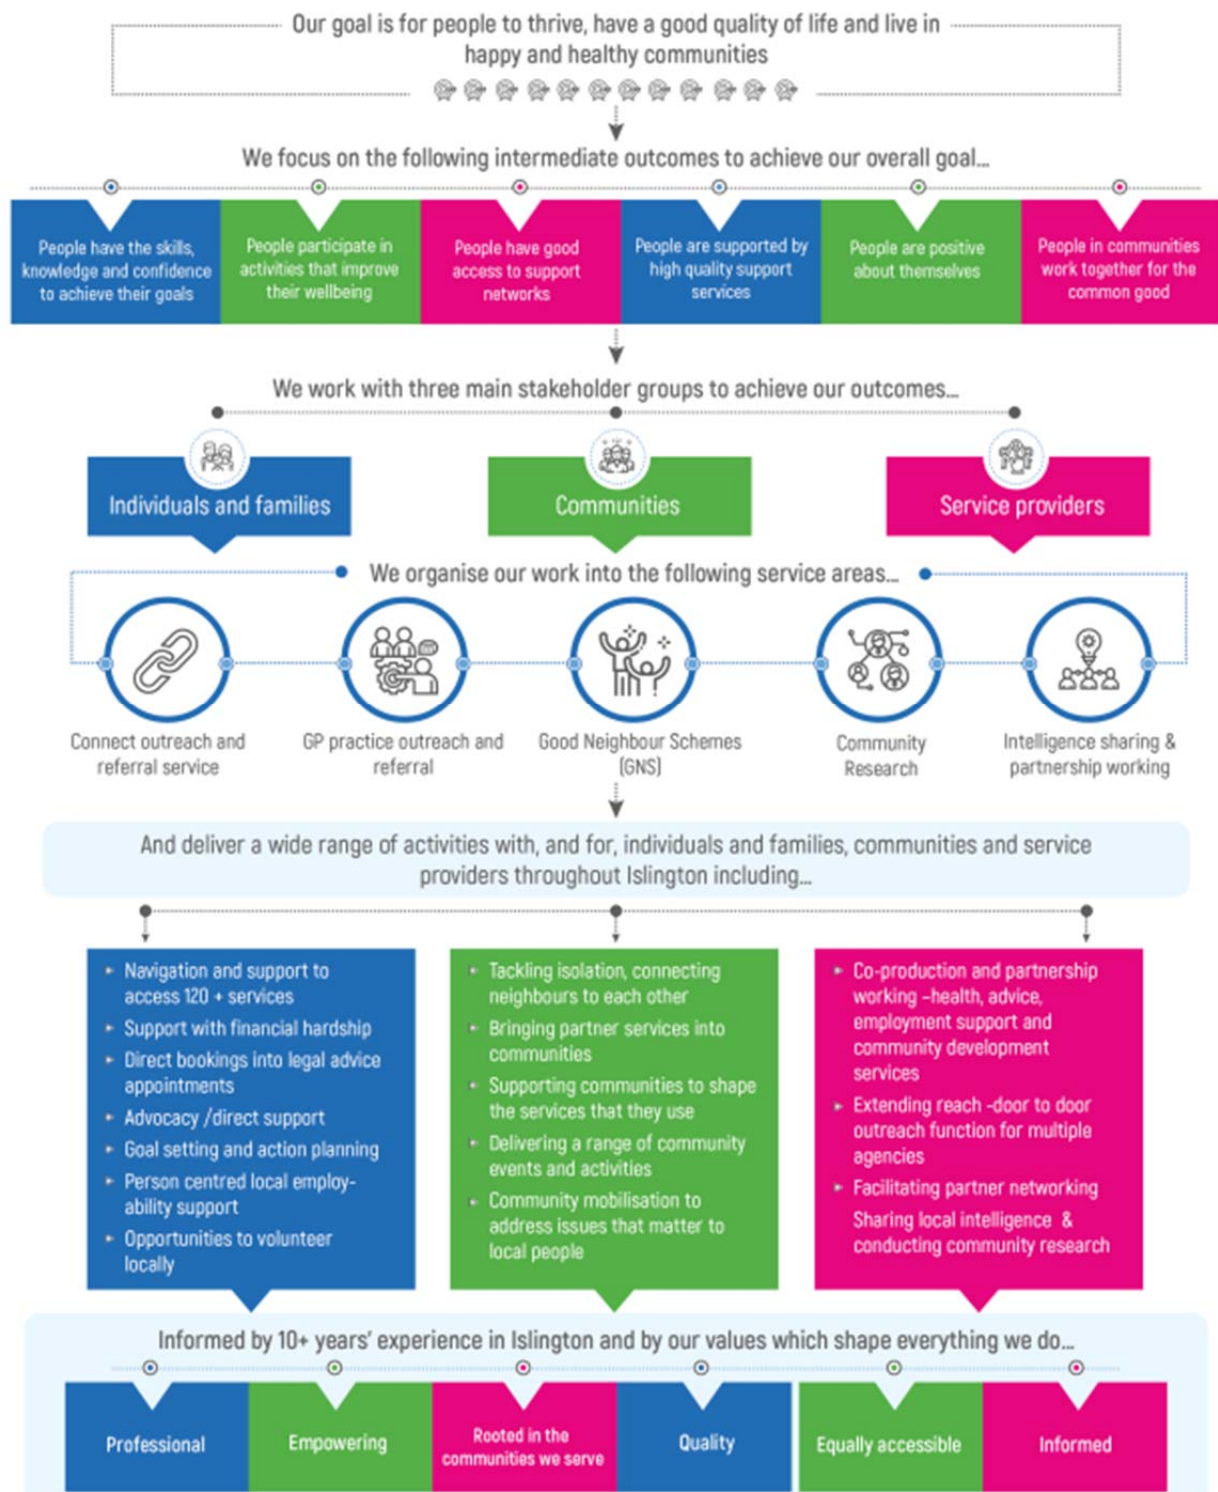 Our goal is for people to thrive, have a good quality of life and live in
happy and healthy communities
We focus on the following intermediate outcomes to achieve our overall goal...
People have the skills,
knowledge and confidence
to achieve their goals
People participate in
activities that improve
their wellbeing
People have good
access to support
networks
People are supported by
high quality support
services
People are positive
about themselves
People in communities
work together for the
common good
We work with three main stakeholder groups to achieve our outcomes...
Individuals and families
Communities
Service providers
We organise our work into the following service areas...
Connect outreach and
referral service
GP practice outreach and
referral
Good Neighbour Schemes
(GNS)
Community
Research
Intelligence sharing &
partnership working
And deliver a wide range of activities with, and for, individuals and families, communities and service
providers throughout Islington including...
Navigation and support to
access 120 + services
Support with financial hardship
Direct bookings into legal advice
appointments
Advocacy /direct support
Goal setting and action planning
Person centred local employ-
ability support
Opportunities to volunteer
locally
Tackling isolation, connecting
neighbours to each other
Bringing partner services into
communities
Supporting communities to shape
the services that they use
Delivering a range of community
events and activities
Community mobilisation to
address issues that matter to
local people
Co-production and partnership
working –health, advice,
employment support and
community development
services
Extending reach -door to door
outreach function for multiple
agencies
Facilitating partner networking
Sharing local intelligence &
conducting community research
Informed by 10+ years' experience in Islington and by our values which shape everything we do...
Professional
Empowering
Rooted in the
communities we serve
Quality
Equally accessible
Informed